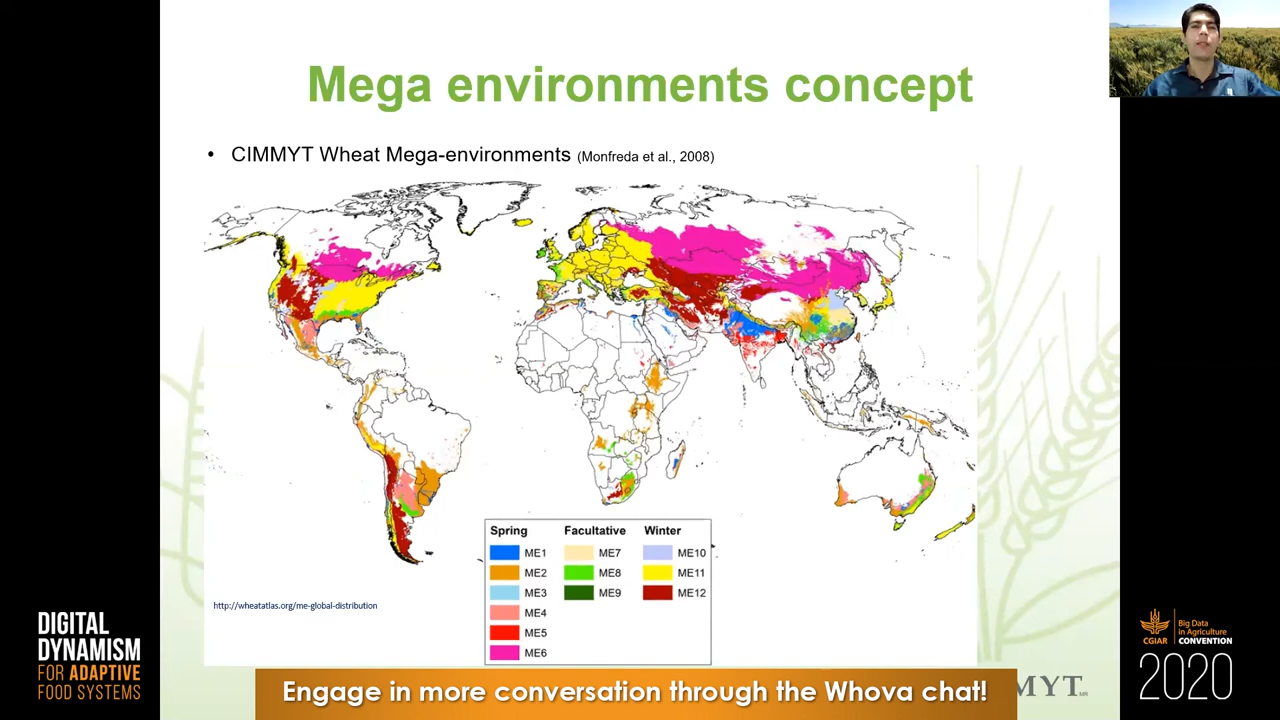 Mega environments concept
• CIMMYT Wheat Mega-environments (Monfreda et al., 2008)
Spring Facultative Winter
ME1 ME7 ME10
ME2 ME8 ME11
ME3 ME9 ME12
ME4
ME5
ME6
http://wheatatlas.org/me-global-distribution
DIGITAL
DYNAMISM
FOR ADAPTIVE
FOOD SYSTEMS
CGIAR
Big Data
in Agriculture
CONVENTION
2020
Engage in more conversation through the Whova chat!
MYT MR